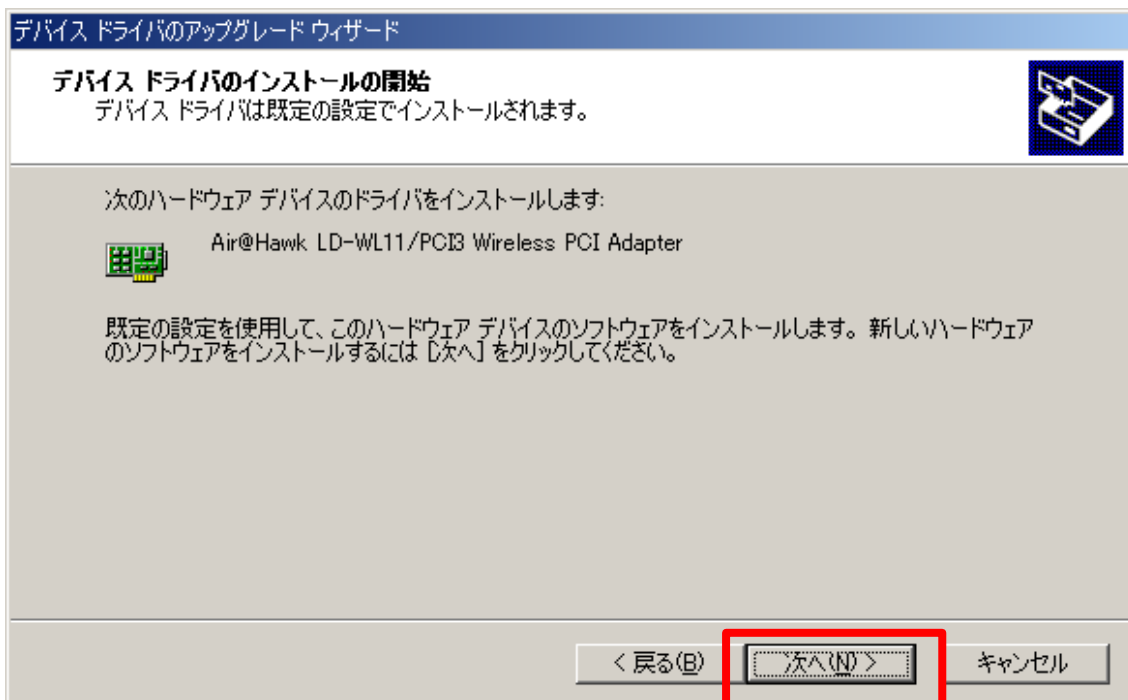 デバイス ドライバのアップグレード ウィザード
デバイス ドライバのインストールの開始
デバイス ドライバは既定の設定でインストールされます。
次のハードウェア デバイスのドライバをインストールします:
Air@Hawk LD-WL11/PCI3 Wireless PCI Adapter
既定の設定を使用して、このハードウェア デバイスのソフトウェアをインストールします。新しいハードウェア
のソフトウェアをインストールするには [次へ] をクリックしてください。
< 戻る(B) 次へ(N) > キャンセル